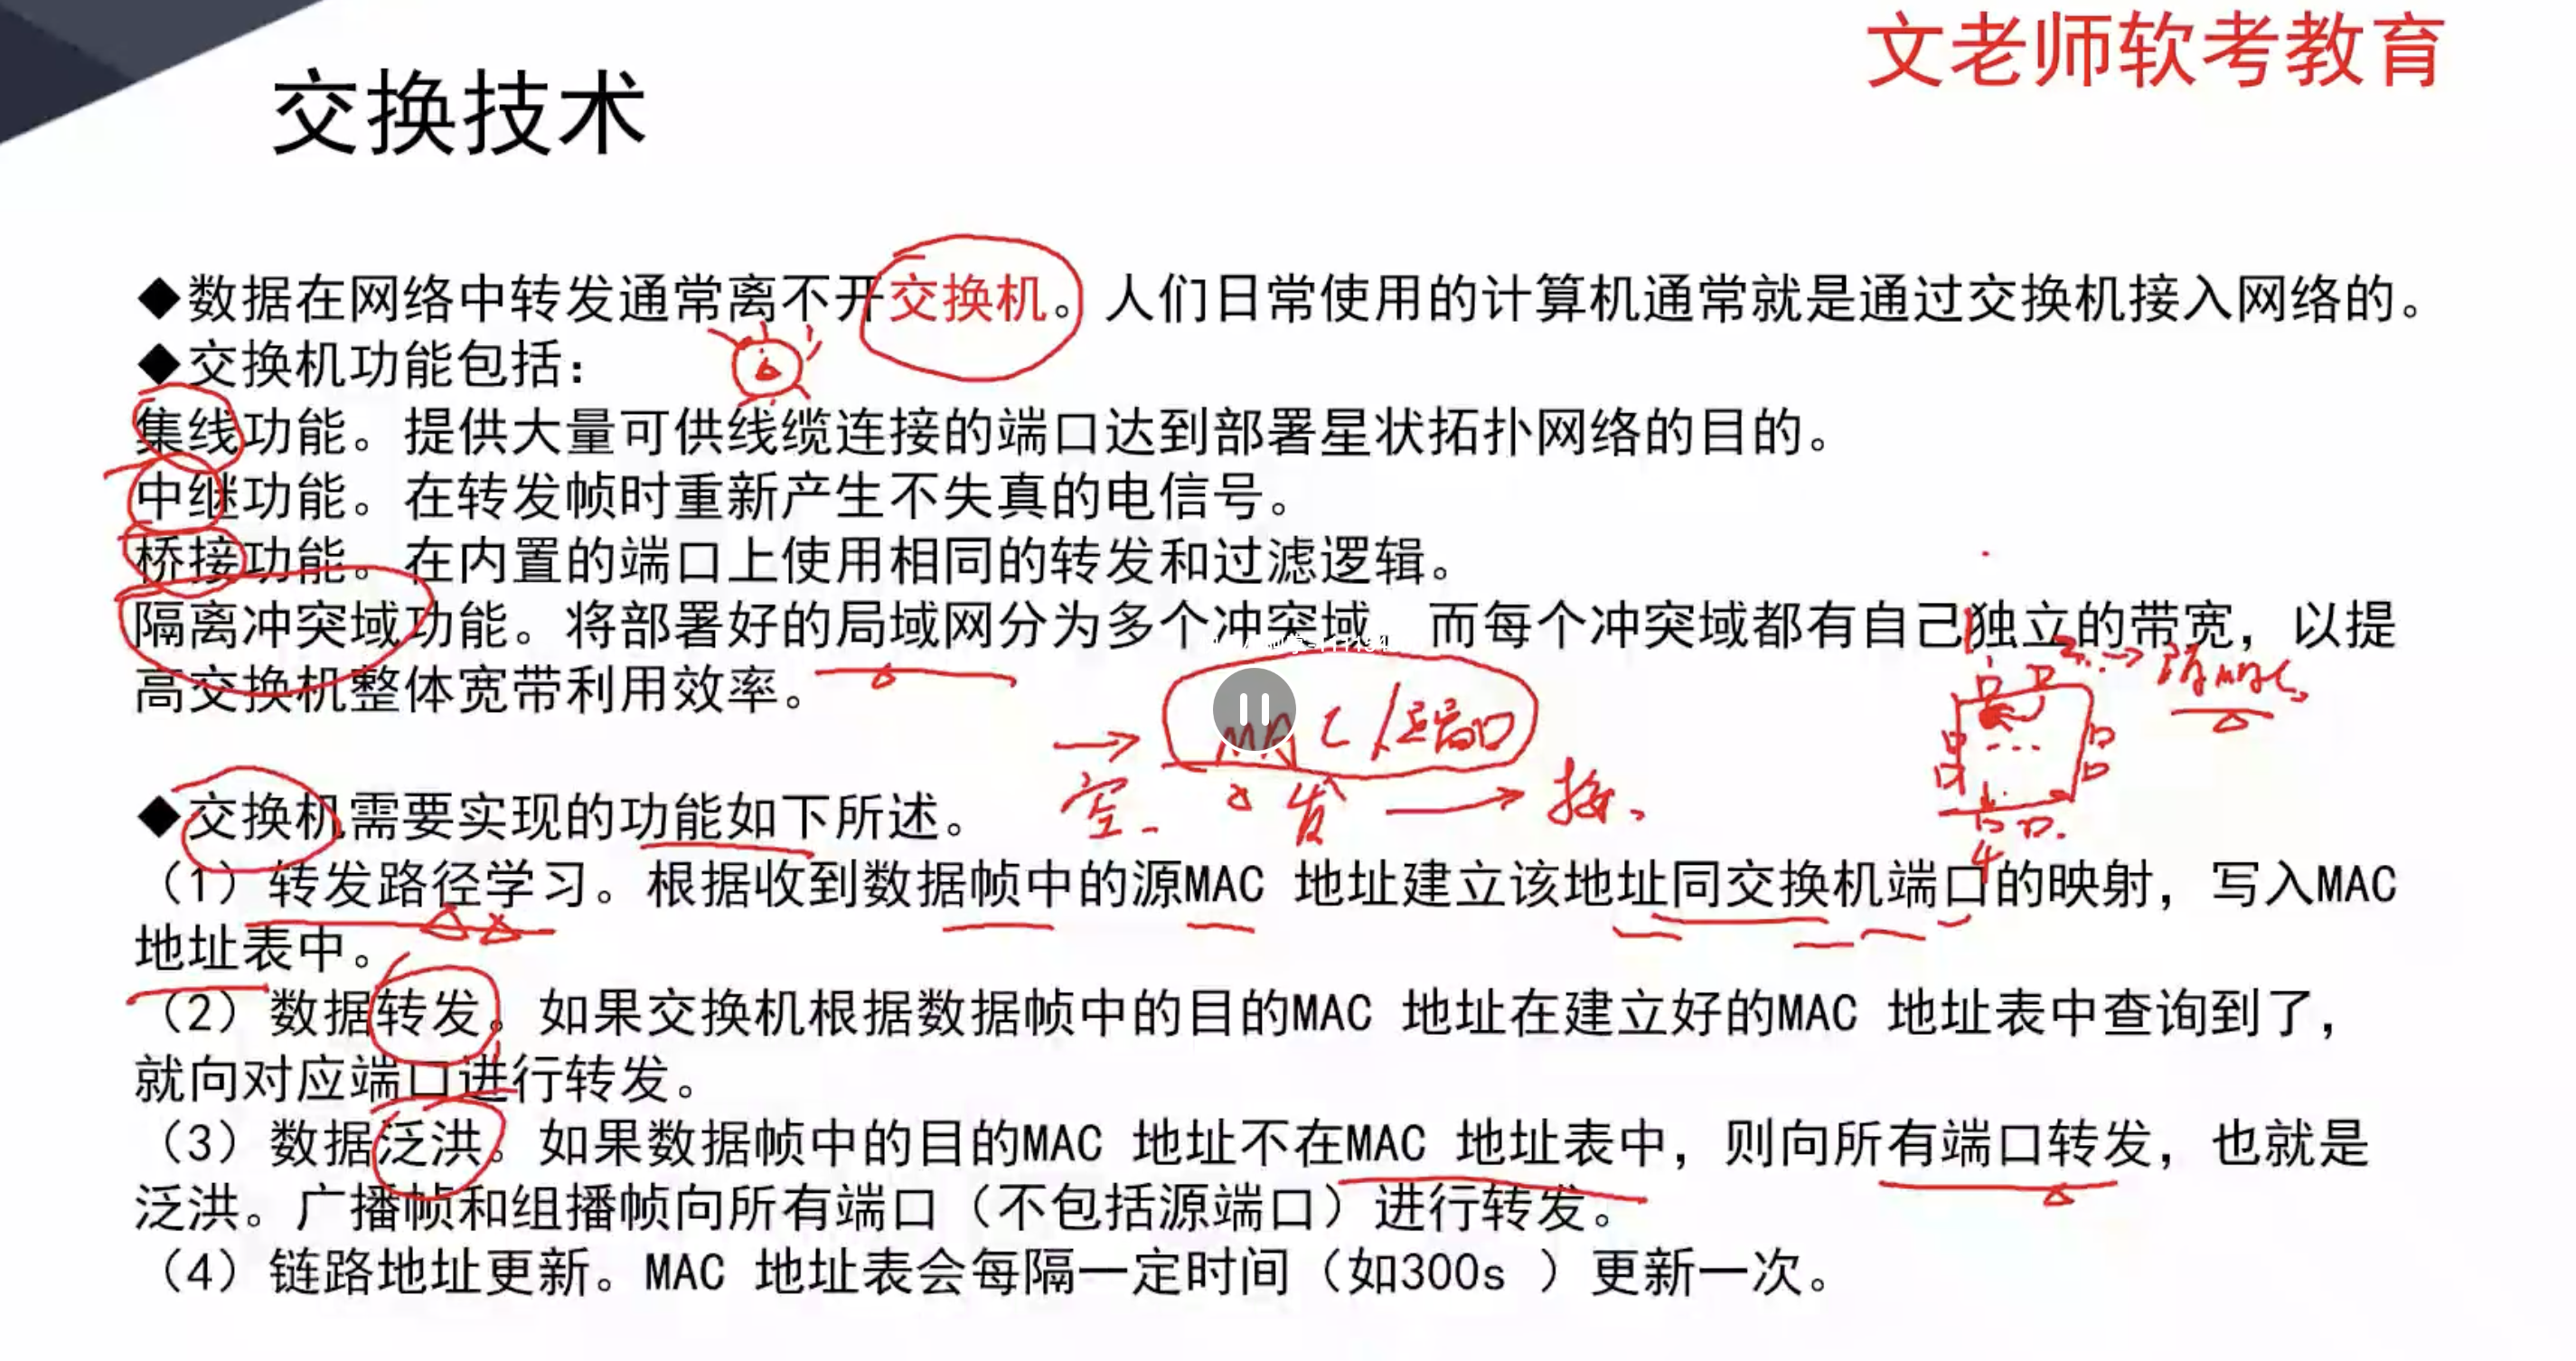 文老师软考教育
交换技术
◆数据在网络中转发通常离不开交换机。人们日常使用的计算机通常就是通过交换机接入网络的。
◆交换机功能包括：
集线功能。提供大量可供线缆连接的端口达到部署星状拓扑网络的目的。
中继功能。在转发帧时重新产生不失真的电信号。
桥接功能。在内置的端口上使用相同的转发和过滤逻辑。
隔离冲突域功能。将部署好的局域网分为多个冲突域，而每个冲突域都有自己独立的带宽，以提
高交换机整体宽带利用效率。
MAC/端口
空 发 接
1
2
4
◆交换机需要实现的功能如下所述。
（1）转发路径学习。根据收到数据帧中的源MAC 地址建立该地址同交换机端口的映射，写入MAC
地址表中。
（2）数据转发。如果交换机根据数据帧中的目的MAC 地址在建立好的MAC 地址表中查询到了，
就向对应端口进行转发。
（3）数据泛洪。如果数据帧中的目的MAC 地址不在MAC 地址表中，则向所有端口转发，也就是
泛洪。广播帧和组播帧向所有端口（不包括源端口）进行转发。
（4）链路地址更新。MAC 地址表会每隔一定时间（如300s ）更新一次。